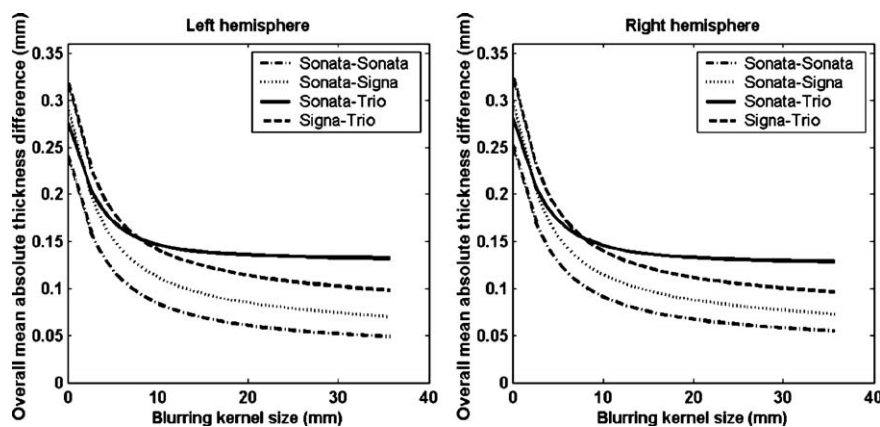 Left hemisphere
Overall mean absolute thickness difference (mm)
0.35
0.3
0.25
0.2
0.15
0.1
0.05
0
Sonata-Sonata
Sonata-Signa
Sonata-Trio
Signa-Trio
0 10 20 30 40
Blurring kernel size (mm)
Right hemisphere
Overall mean absolute thickness difference (mm)
0.35
0.3
0.25
0.2
0.15
0.1
0.05
0
Sonata-Sonata
Sonata-Signa
Sonata-Trio
Signa-Trio
0 10 20 30 40
Blurring kernel size (mm)